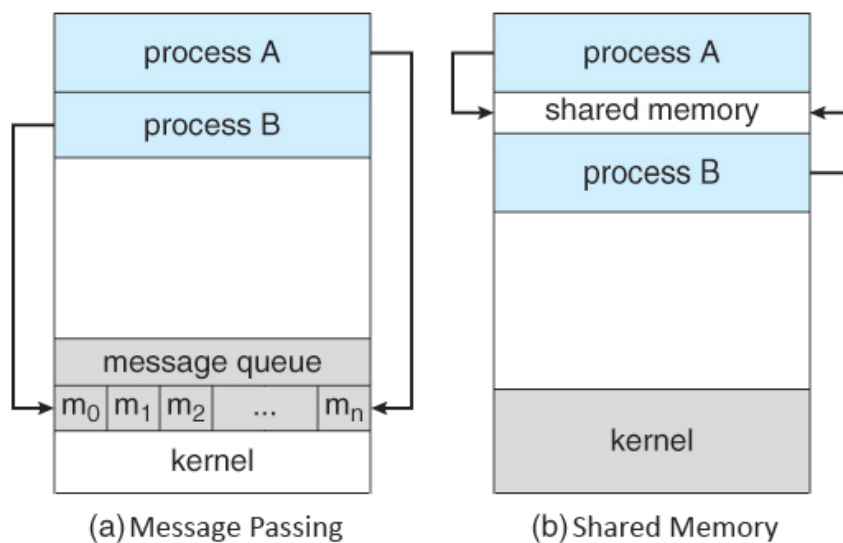 process A
process B
message queue
m0 m1 m2 ... mn
kernel
(a) Message Passing
process A
shared memory
process B
kernel
(b) Shared Memory